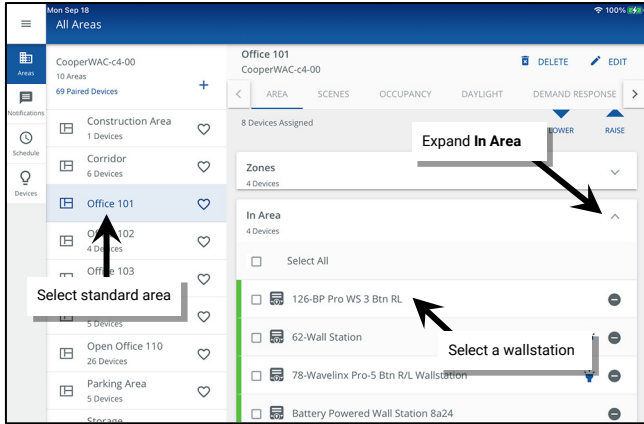 Mon Sep 18
100%
All Areas
Areas
Notifications
Schedule
Devices
CooperWAC-c4-00
10 Areas
69 Paired Devices
+
Construction Area
1 Devices
Corridor
6 Devices
Office 101
Office 102
4 Devices
Office 103
5 Devices
Open Office 110
26 Devices
Parking Area
5 Devices
Storage
Select standard area
Office 101
CooperWAC-c4-00
DELETE
EDIT
AREA SCENES OCCUPANCY DAYLIGHT DEMAND RESPONSE
8 Devices Assigned
LOWER RAISE
Expand In Area
Zones
4 Devices
In Area
4 Devices
Select All
126-BP Pro WS 3 Btn RL
62-Wall Station
Select a wallstation
78-Wavelinx Pro-5 Btn R/L Wallstation
Battery Powered Wall Station 8a24